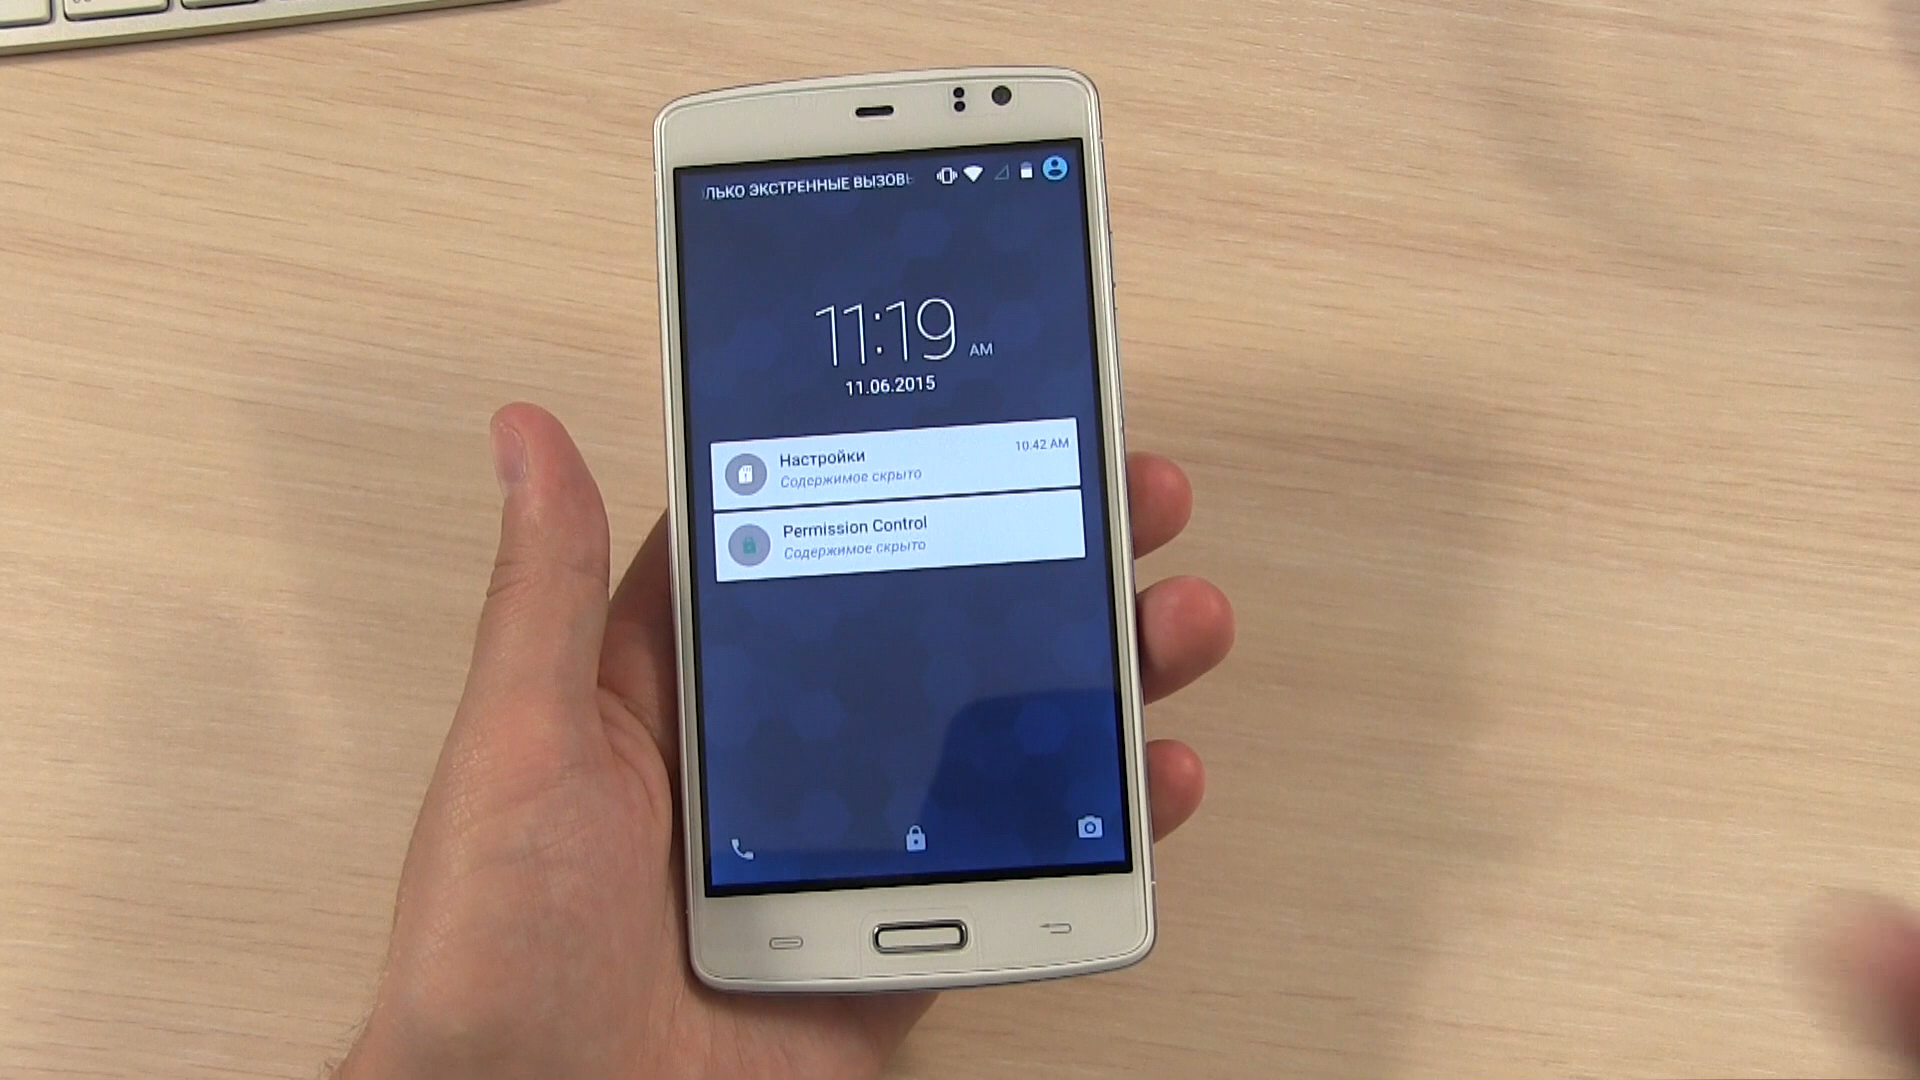 ЛЬКО ЭКСТРЕННЫЕ ВЫЗОВЫ
11:19 AM
11.06.2015
Настройки 10:42 AM
Содержимое скрыто
Permission Control
Содержимое скрыто